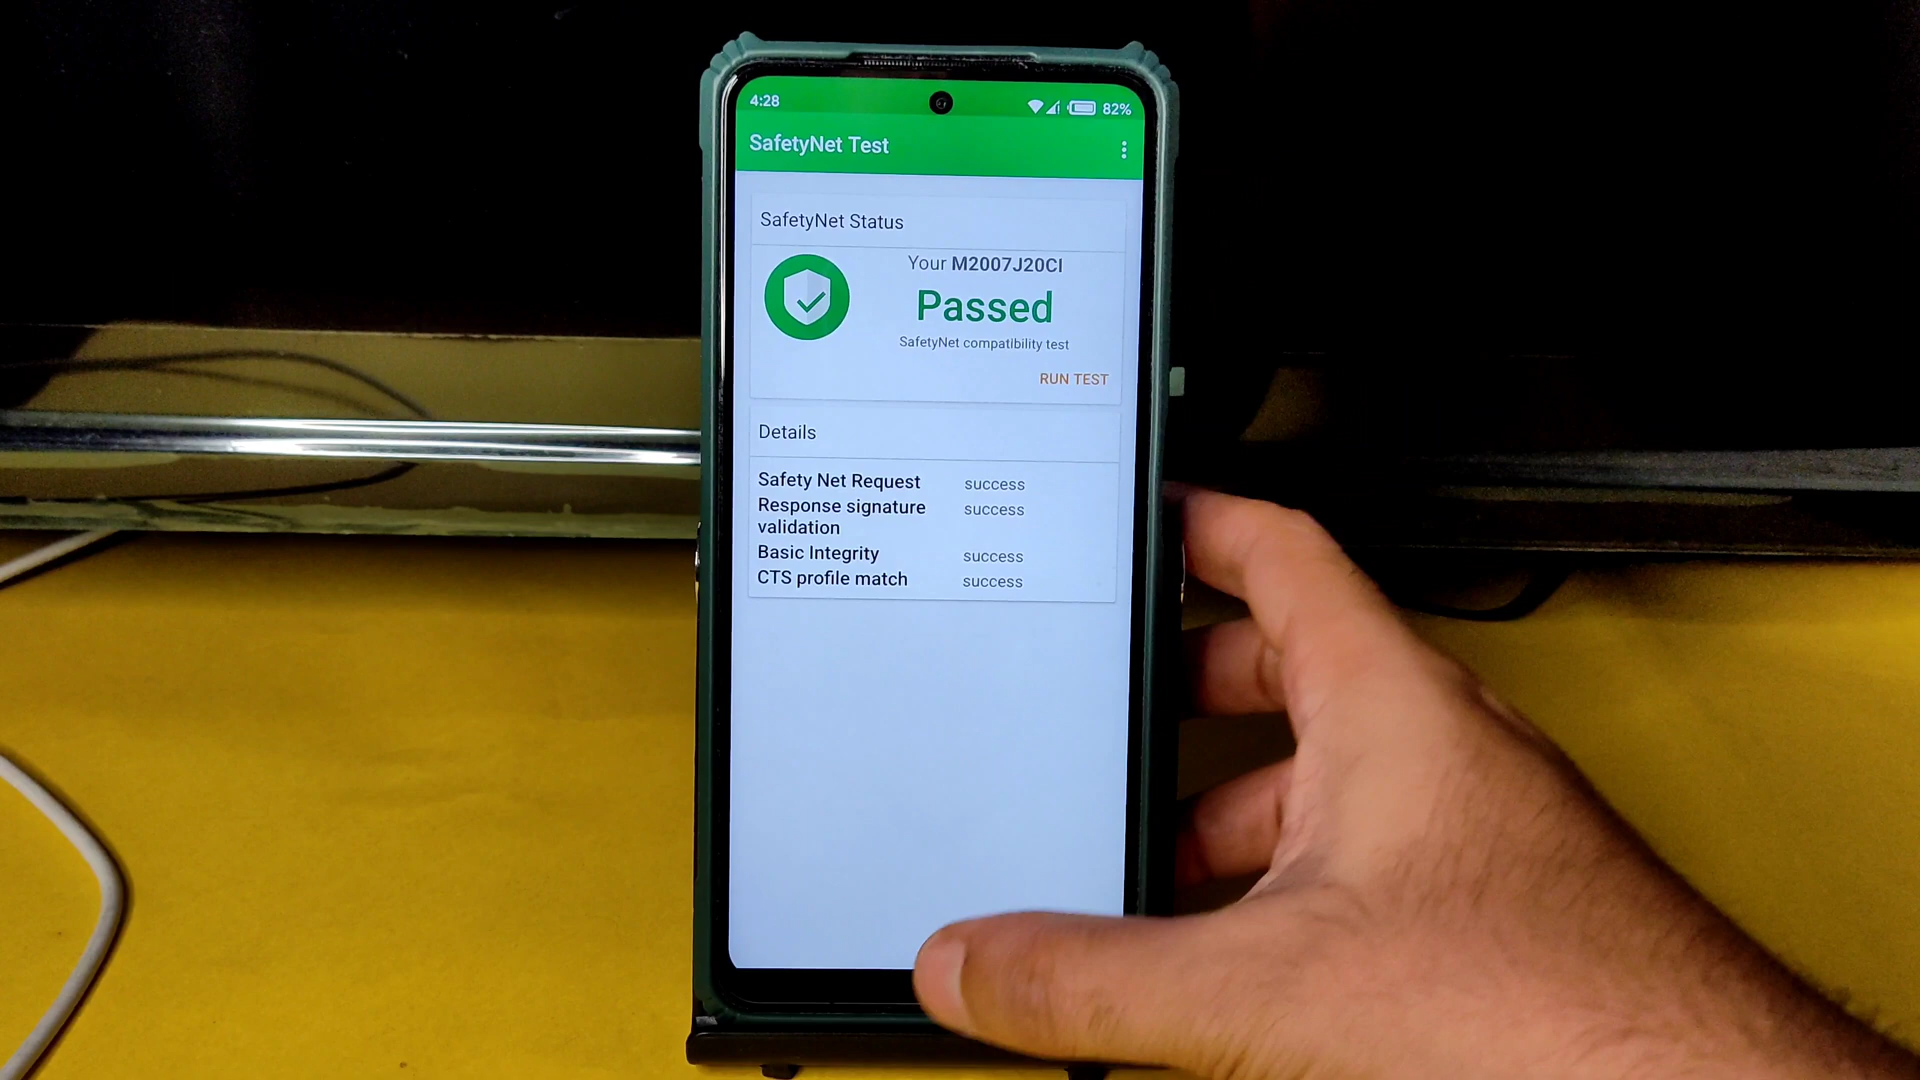 4:28
82%
SafetyNet Test
SafetyNet Status
Your M2007J20CI
Passed
SafetyNet compatibility test
RUN TEST
Details
Safety Net Request success
Response signature success
validation
Basic Integrity success
CTS profile match success